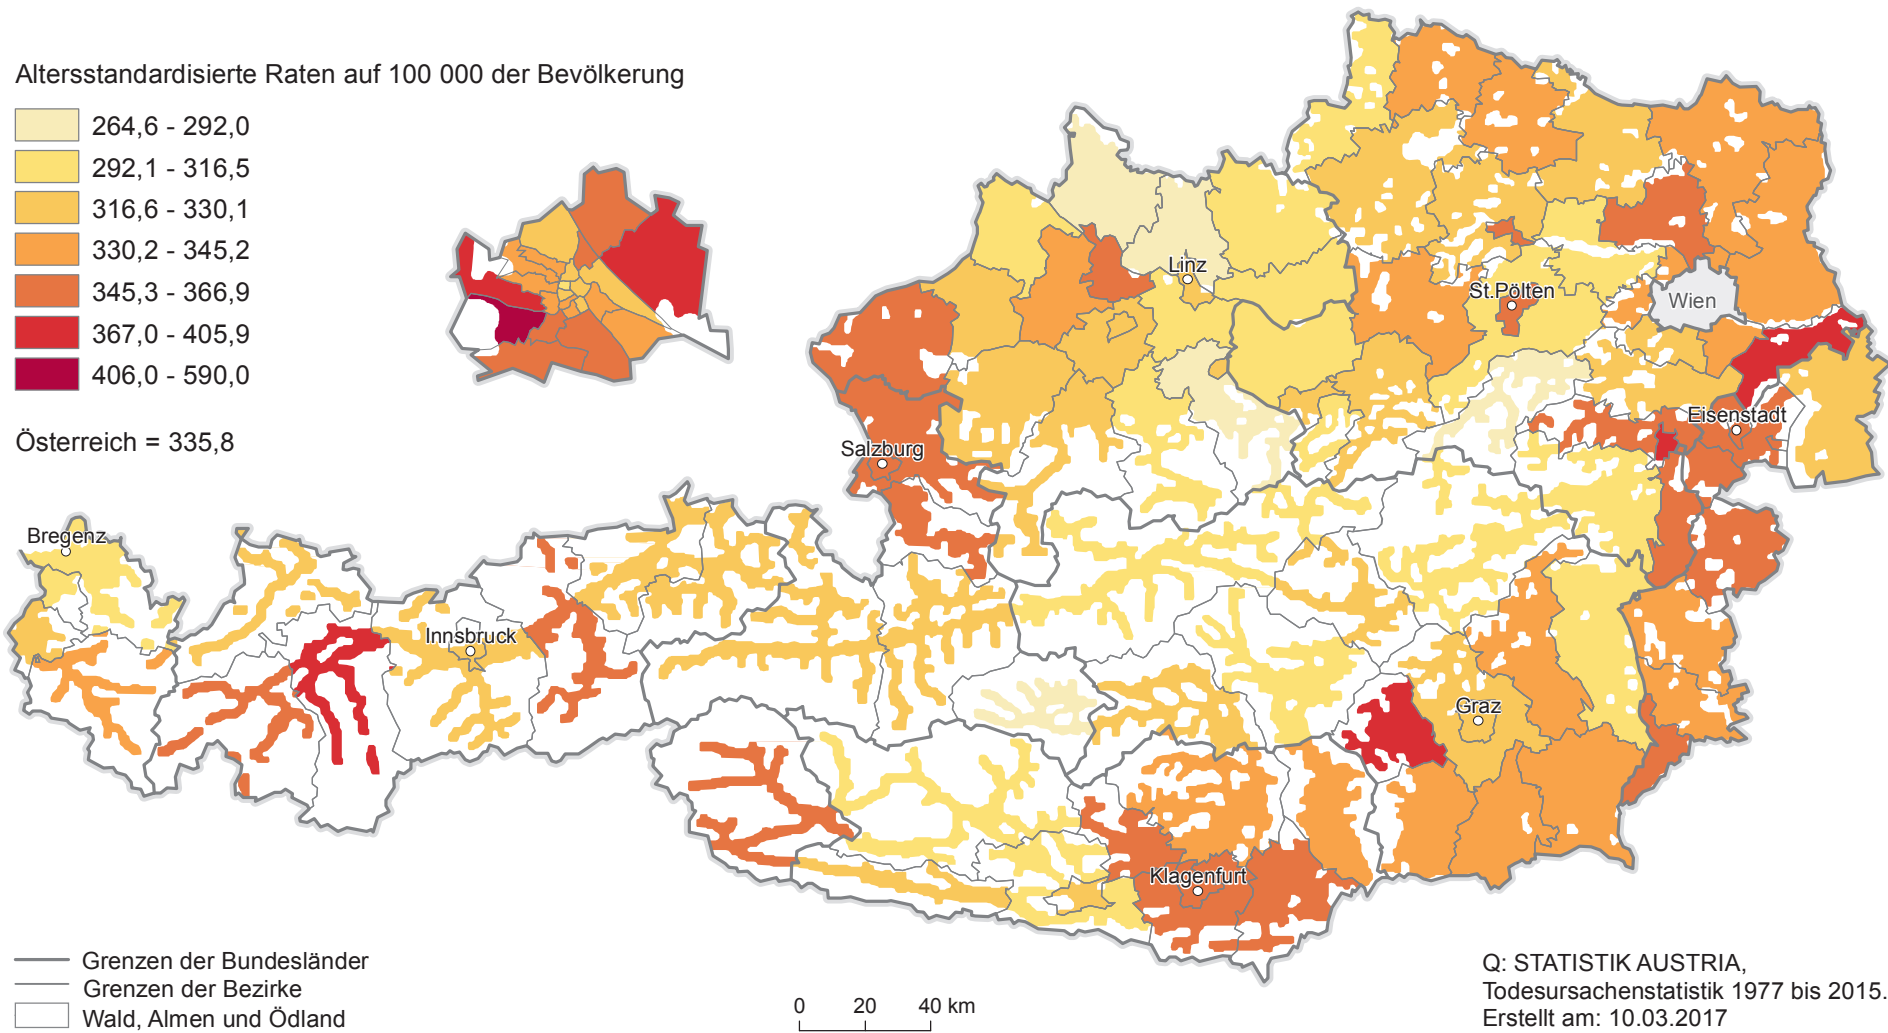 Altersstandardisierte Raten auf 100 000 der Bevölkerung
264,6 - 292,0
292,1 - 316,5
316,6 - 330,1
330,2 - 345,2
345,3 - 366,9
367,0 - 405,9
406,0 - 590,0
Österreich = 335,8
Linz
St.Pölten
Wien
Eisenstadt
Salzburg
Bregenz
Innsbruck
Graz
Klagenfurt
Grenzen der Bundesländer
Grenzen der Bezirke
Wald, Almen und Ödland
0 20 40 km
Q: STATISTIK AUSTRIA,
Todesursachenstatistik 1977 bis 2015.
Erstellt am: 10.03.2017